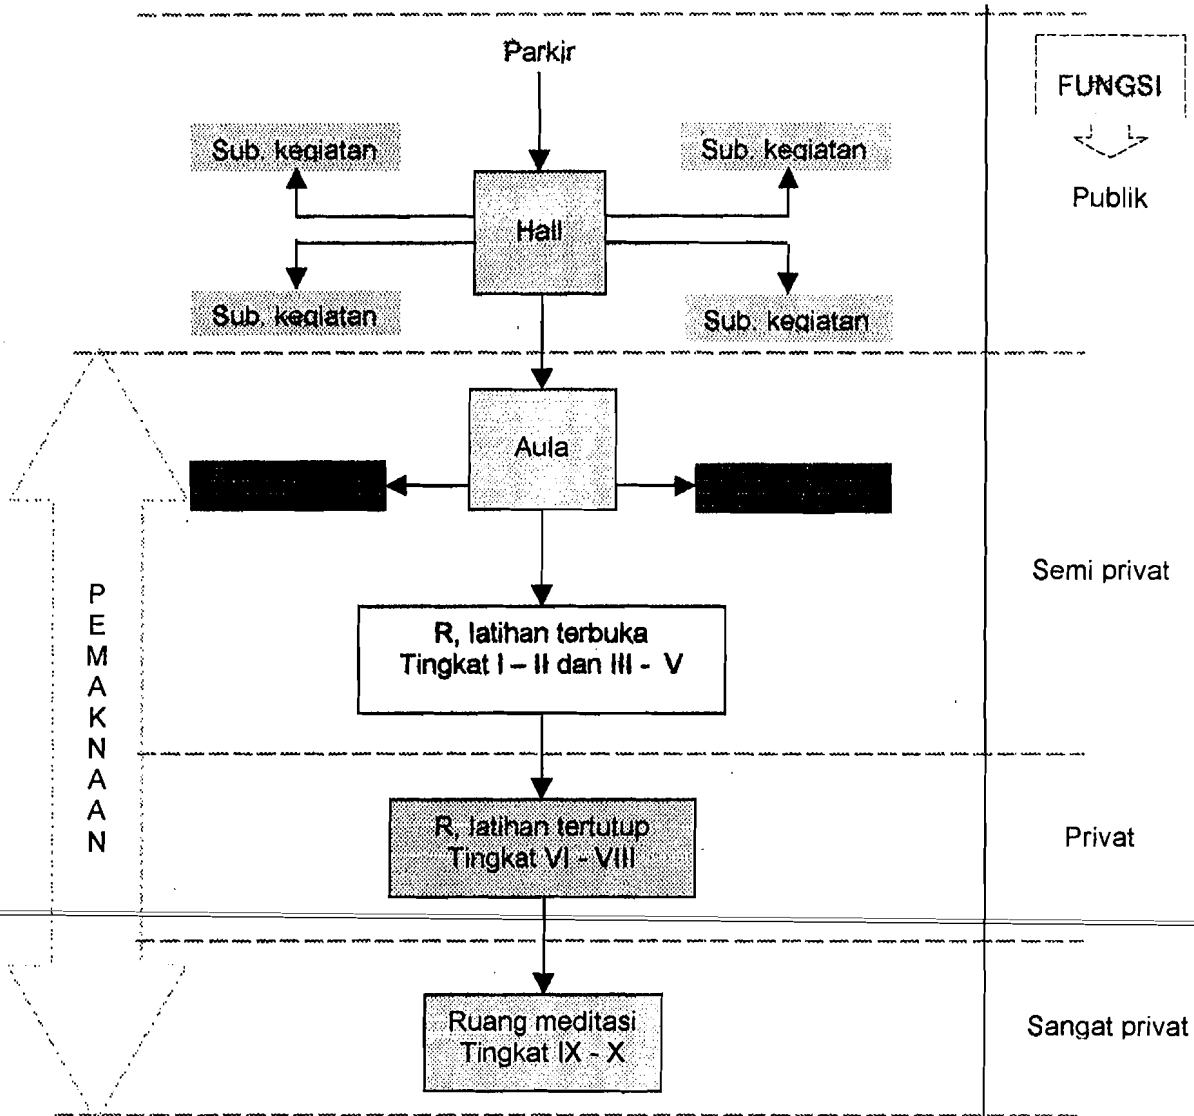 Parkir
FUNGSI
Sub. kegiatan
Sub. kegiatan
Publik
Hall
Sub. kegiatan
Sub. kegiatan
Aula
Semi privat
PEMAKNAAN
R, latihan terbuka
Tingkat I – II dan III - V
R, latihan tertutup
Tingkat VI - VIII
Privat
Ruang meditasi
Tingkat IX - X
Sangat privat